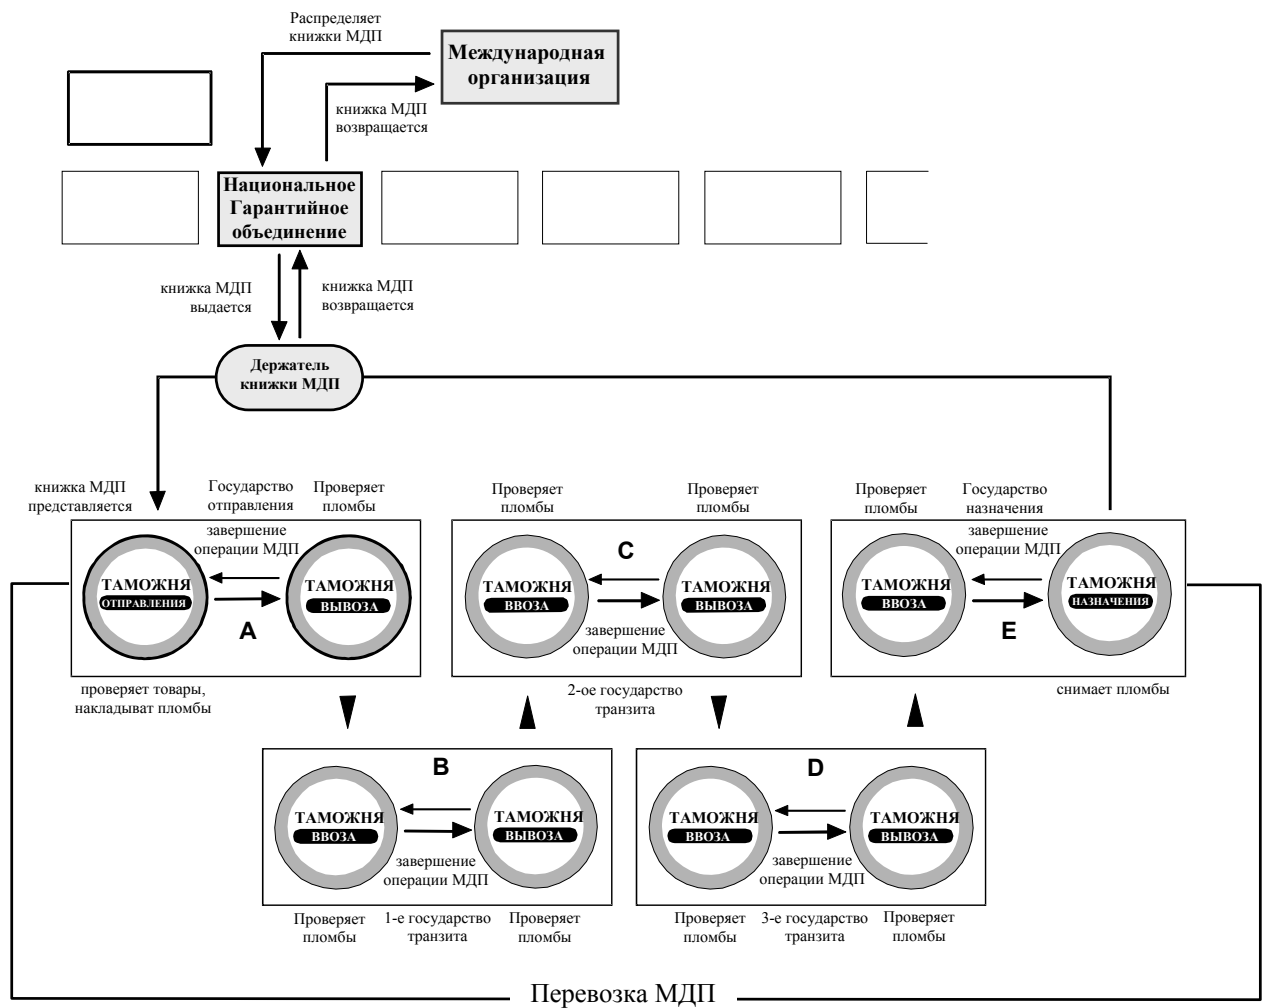 Распределяет
книжки МДП
Международная
организация
книжка МДП
возвращается
Национальное
Гарантийное
объединение
книжка МДП
выдается
книжка МДП
возвращается
Держатель
книжки МДП
книжка МДП
представляется
Государство
отправления
Проверяет
пломбы
Проверяет
пломбы
Проверяет
пломбы
Проверяет
пломбы
Государство
назначения
завершение
операции МДП
ТАМОЖНЯ
ОТПРАВЛЕНИЯ
ТАМОЖНЯ
ВЫВОЗА
A
C
ТАМОЖНЯ
ВВОЗА
ТАМОЖНЯ
ВЫВОЗА
завершение
операции МДП
завершение
операции МДП
ТАМОЖНЯ
ВВОЗА
ТАМОЖНЯ
НАЗНАЧЕНИЯ
E
проверяет товары,
накладыват пломбы
2-ое государство
транзита
снимает пломбы
B
ТАМОЖНЯ
ВВОЗА
ТАМОЖНЯ
ВЫВОЗА
завершение
операции МДП
D
ТАМОЖНЯ
ВВОЗА
ТАМОЖНЯ
ВЫВОЗА
завершение
операции МДП
Проверяет
пломбы
1-е государство
транзита
Проверяет
пломбы
Проверяет
пломбы
3-е государство
транзита
Проверяет
пломбы
Перевозка МДП